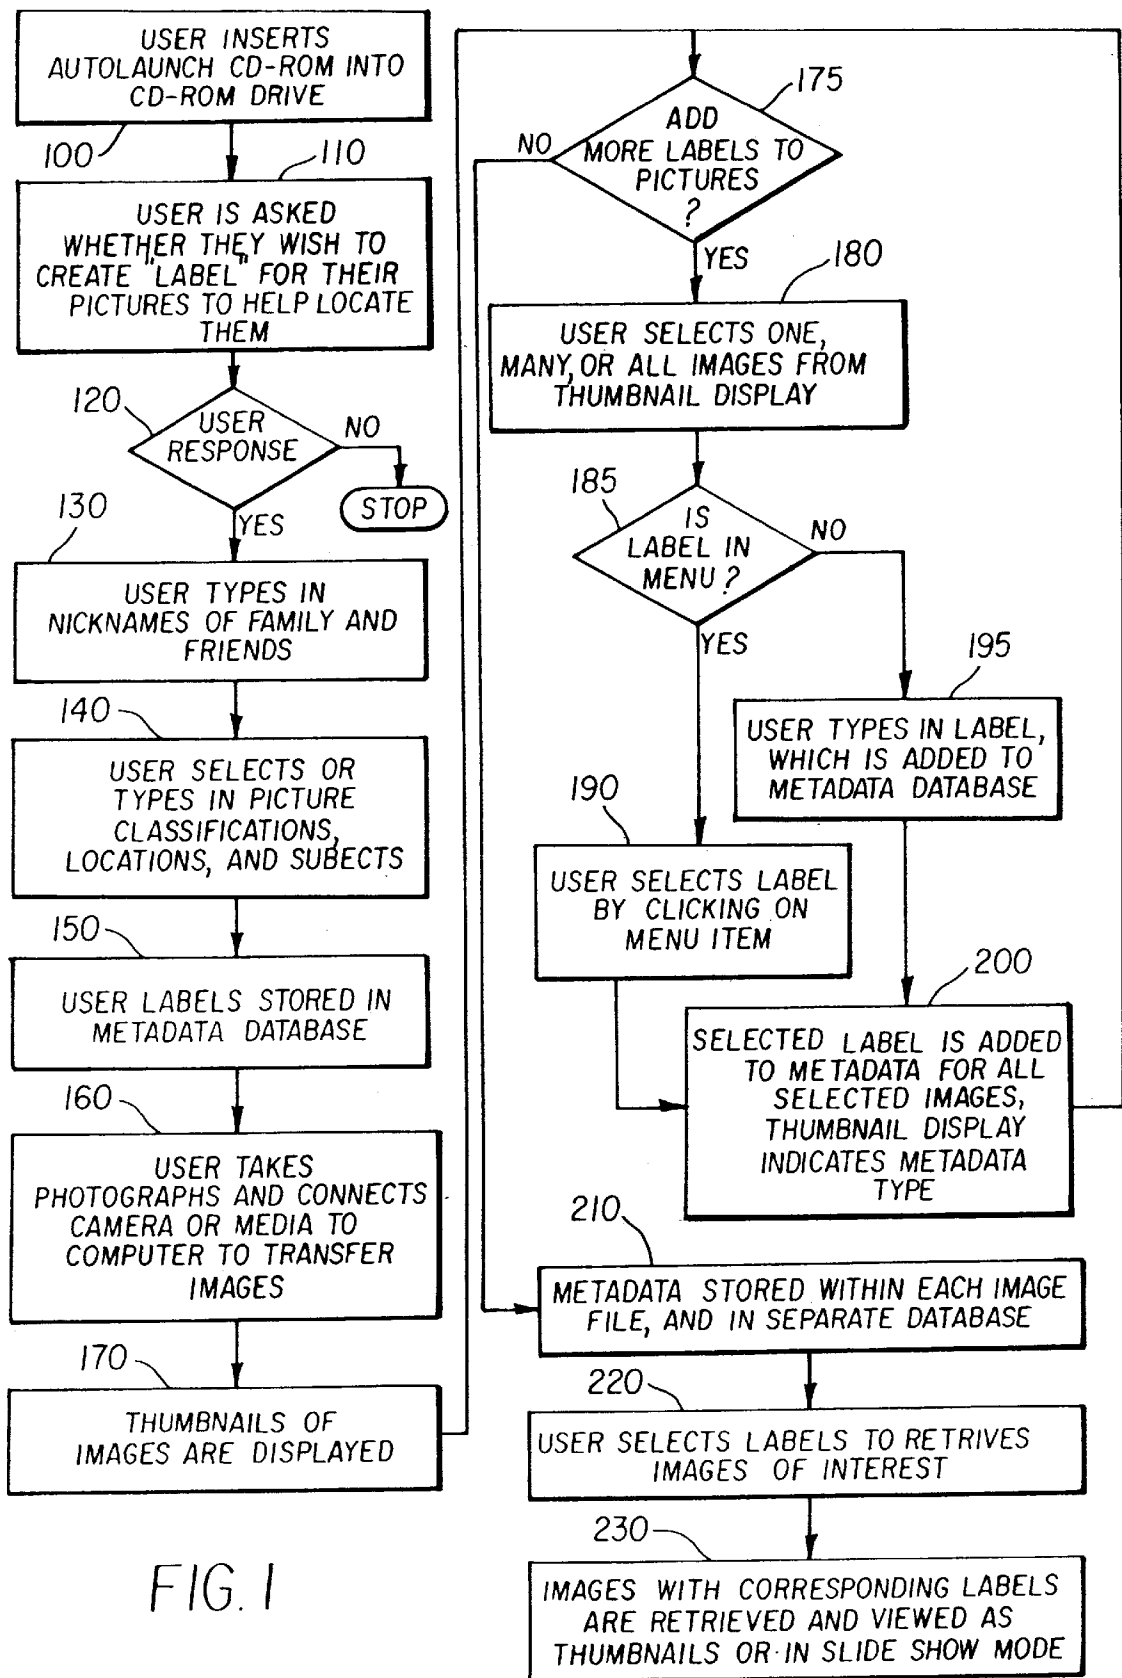 USER INSERTS
AUTOLAUNCH CD-ROM INTO
CD-ROM DRIVE
100
110
USER IS ASKED
WHETHER THEY WISH TO
CREATE "LABEL" FOR THEIR
PICTURES TO HELP LOCATE
THEM
120
USER
RESPONSE
NO
STOP
YES
130
USER TYPES IN
NICKNAMES OF FAMILY AND
FRIENDS
140
USER SELECTS OR
TYPES IN PICTURE
CLASSIFICATIONS,
LOCATIONS, AND SUBECTS
150
USER LABELS STORED IN
METADATA DATABASE
160
USER TAKES
PHOTOGRAPHS AND CONNECTS
CAMERA OR MEDIA TO
COMPUTER TO TRANSFER
IMAGES
170
THUMBNAILS OF
IMAGES ARE DISPLAYED
175
ADD
MORE LABELS TO
PICTURES
?
NO
YES
180
USER SELECTS ONE,
MANY, OR ALL IMAGES FROM
THUMBNAIL DISPLAY
185
IS
LABEL IN
MENU?
NO
YES
195
USER TYPES IN LABEL,
WHICH IS ADDED TO
METADATA DATABASE
190
USER SELECTS LABEL
BY CLICKING ON
MENU ITEM
200
SELECTED LABEL IS ADDED
TO METADATA FOR ALL
SELECTED IMAGES,
THUMBNAIL DISPLAY
INDICATES METADATA
TYPE
210
METADATA STORED WITHIN EACH IMAGE
FILE, AND IN SEPARATE DATABASE
220
USER SELECTS LABELS TO RETRIVES
IMAGES OF INTEREST
230
IMAGES WITH CORRESPONDING LABELS
ARE RETRIEVED AND VIEWED AS
THUMBNAILS OR IN SLIDE SHOW MODE
FIG. 1